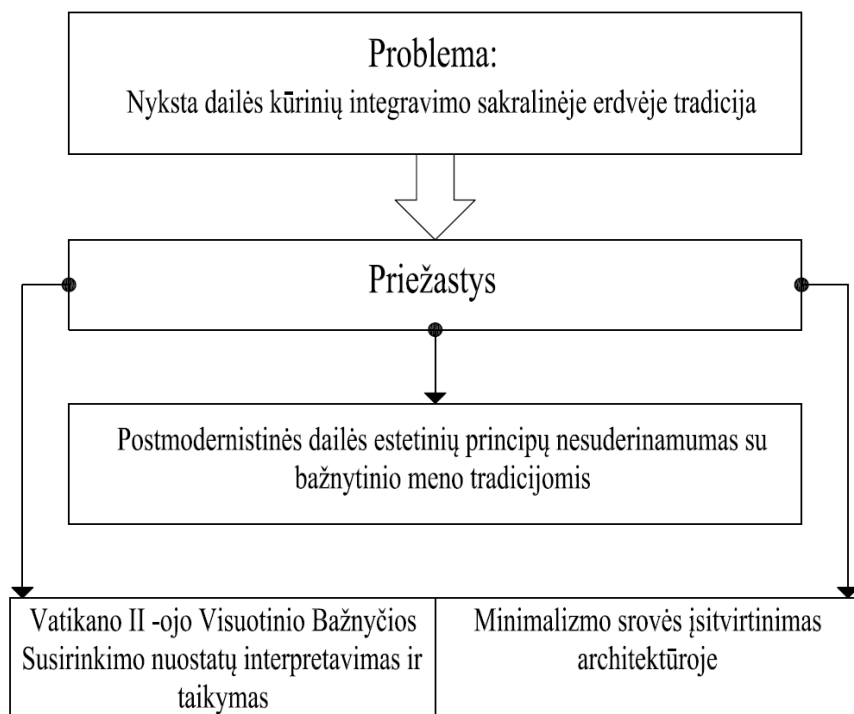 Problema:
Nyksta dailės kūrinių integravimo sakralinėje erdvėje tradicija
Priežastys
Postmodernistinės dailės estetinių principų nesuderinamumas su
bažnytinio meno tradicijomis
Vatikano II -ojo Visuotinio Bažnyčios
Susirinkimo nuostatų interpretavimas ir
taikymas
Minimalizmo srovės įsitvirtinimas
architektūroje